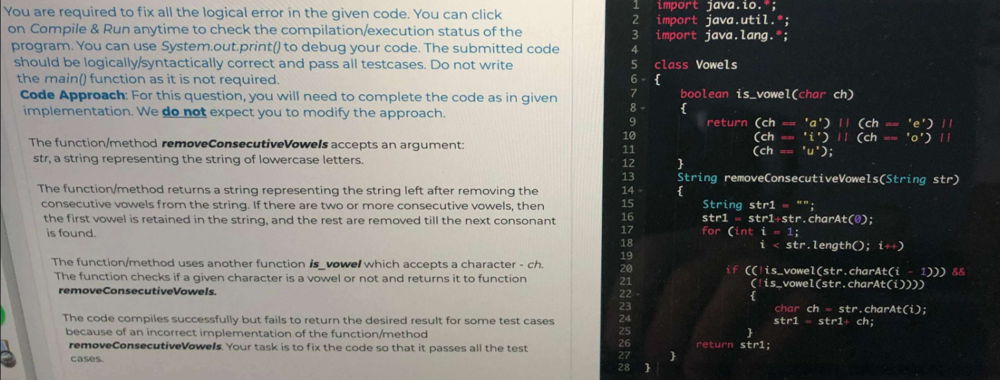 You are required to fix all the logical error in the given code. You can click
on Compile & Run anytime to check the compilation/execution status of the
program. You can use System.out.print() to debug your code. The submitted code
should be logically/syntactically correct and pass all testcases. Do not write
the main() function as it is not required.
Code Approach: For this question, you will need to complete the code as in given
implementation. We do not expect you to modify the approach.
The function/method removeConsecutiveVowels accepts an argument:
str, a string representing the string of lowercase letters.
The function/method returns a string representing the string left after removing the
consecutive vowels from the string. If there are two or more consecutive vowels, then
the first vowel is retained in the string, and the rest are removed till the next consonant
is found.
The function/method uses another function is_vowel which accepts a character - ch.
The function checks if a given character is a vowel or not and returns it to function
removeConsecutiveVowels.
The code compiles successfully but fails to return the desired result for some test cases
because of an incorrect implementation of the function/method
removeConsecutiveVowels. Your task is to fix the code so that it passes all the test
cases.
1 import java.io.*;
2 import java.util.*;
3 import java.lang.*;
4
5 class Vowels
6 - {
7 boolean is_vowel(char ch)
8 - {
9 return (ch == 'a') || (ch == 'e') ||
10 (ch == 'i') || (ch == 'o') ||
11 (ch == 'u');
12 }
13 String removeConsecutiveVowels(String str)
14 - {
15 String str1 = "";
16 str1 = str1+str.charAt(0);
17 for (int i = 1;
18 i < str.length(); i++)
19
20 if ((!is_vowel(str.charAt(i - 1))) &&
21 (!is_vowel(str.charAt(i))))
22 - {
23 char ch = str.charAt(i);
24 str1 = str1+ ch;
25 }
26 return str1;
27 }
28 }